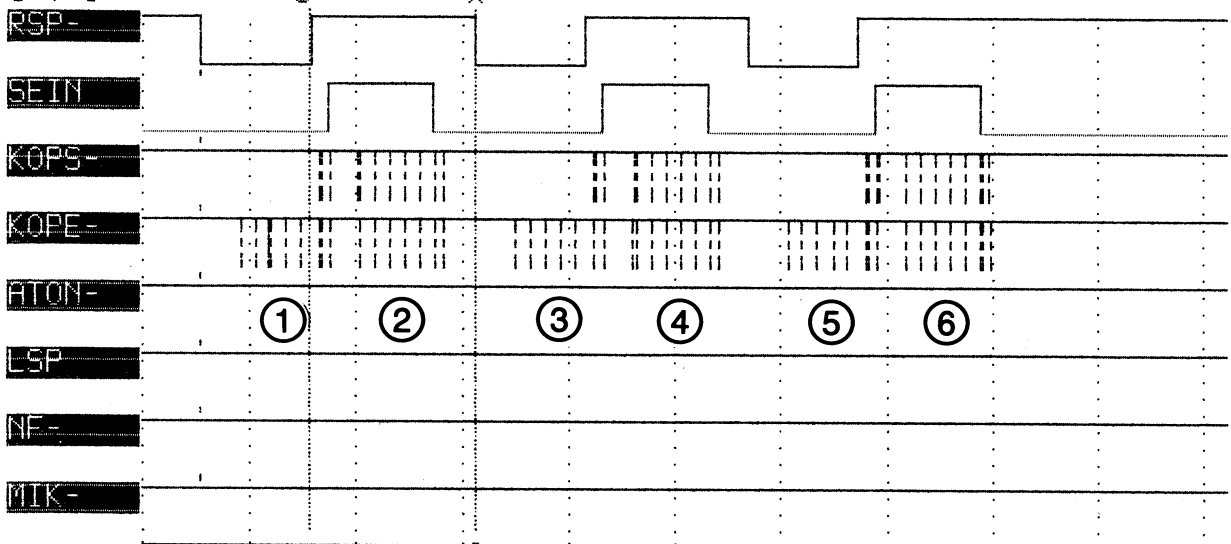 RSP-
SEIN
KOPS-
KOPE-
ATON-
① ② ③ ④ ⑤ ⑥
LSP
NF-
MIK-